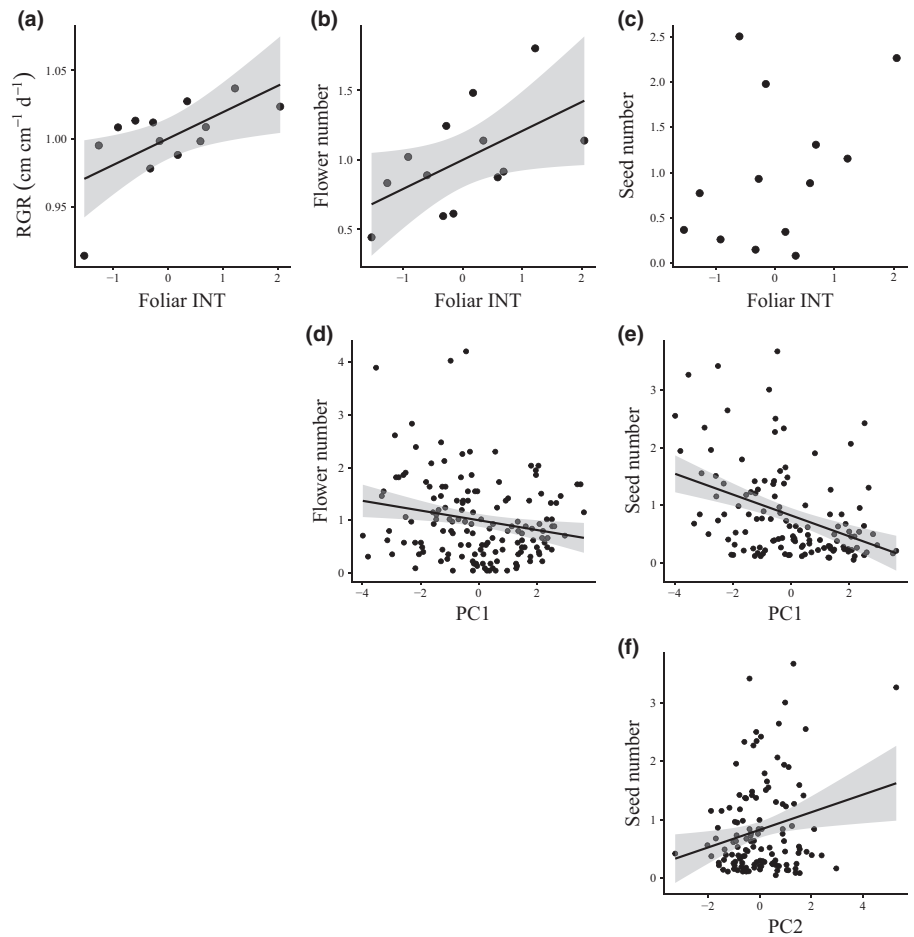 (a)
RGR (cm cm⁻¹ d⁻¹)
1.05
1.00
0.95
−1 0 1 2
Foliar INT
(b)
Flower number
1.5
1.0
0.5
−1 0 1 2
Foliar INT
(c)
Seed number
2.5
2.0
1.5
1.0
0.5
0.0
−1 0 1 2
Foliar INT
(d)
Flower number
4
3
2
1
0
−4 −2 0 2
PC1
(e)
Seed number
3
2
1
0
−4 −2 0 2
PC1
(f)
Seed number
3
2
1
0
−2 0 2 4
PC2